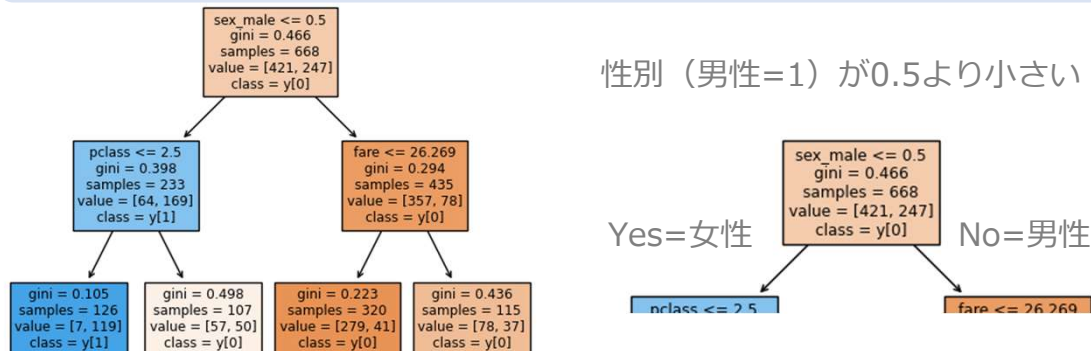 sex_male <= 0.5
gini = 0.466
samples = 668
value = [421, 247]
class = y[0]
pclass <= 2.5
gini = 0.398
samples = 233
value = [64, 169]
class = y[1]
fare <= 26.269
gini = 0.294
samples = 435
value = [357, 78]
class = y[0]
gini = 0.105
samples = 126
value = [7, 119]
class = y[1]
gini = 0.498
samples = 107
value = [57, 50]
class = y[0]
gini = 0.223
samples = 320
value = [279, 41]
class = y[0]
gini = 0.436
samples = 115
value = [78, 37]
class = y[0]
性別（男性=1）が0.5より小さい
sex_male <= 0.5
gini = 0.466
samples = 668
value = [421, 247]
class = y[0]
Yes=女性
No=男性
pclass <= 2.5
fare <= 26.269